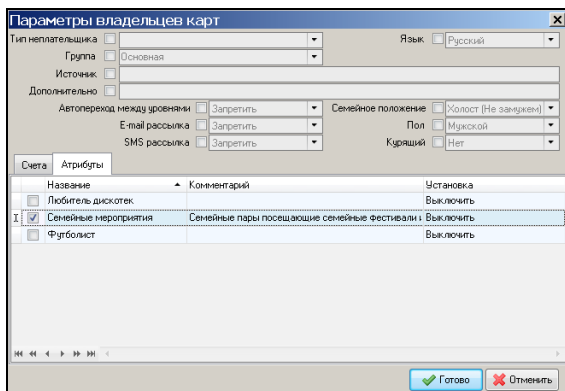 Параметры владельцев карт
Тип неплательщика Язык Русский
Группа Основная
Источник
Дополнительно
Автопереход между уровнями Запретить Семейное положение Холост (Не замужем)
E-mail рассылка Запретить Пол Мужской
SMS рассылка Запретить Курящий Нет
Счета Атрибуты
Название Комментарий Установка
Любитель дискотек Выключить
Семейные мероприятия Семейные пары посещающие семейные фестивали и Выключить
Футболист Выключить
Готово Отменить